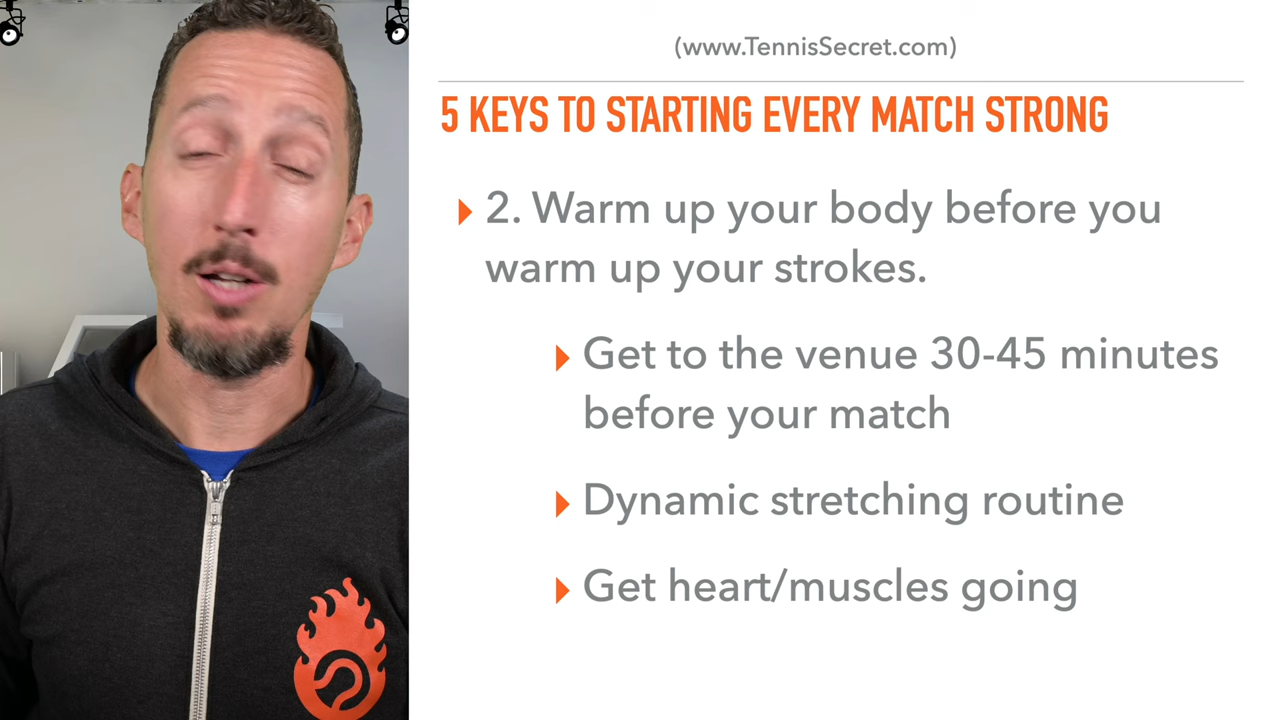 (www.TennisSecret.com)
5 KEYS TO STARTING EVERY MATCH STRONG
2. Warm up your body before you
warm up your strokes.
Get to the venue 30-45 minutes
before your match
Dynamic stretching routine
Get heart/muscles going